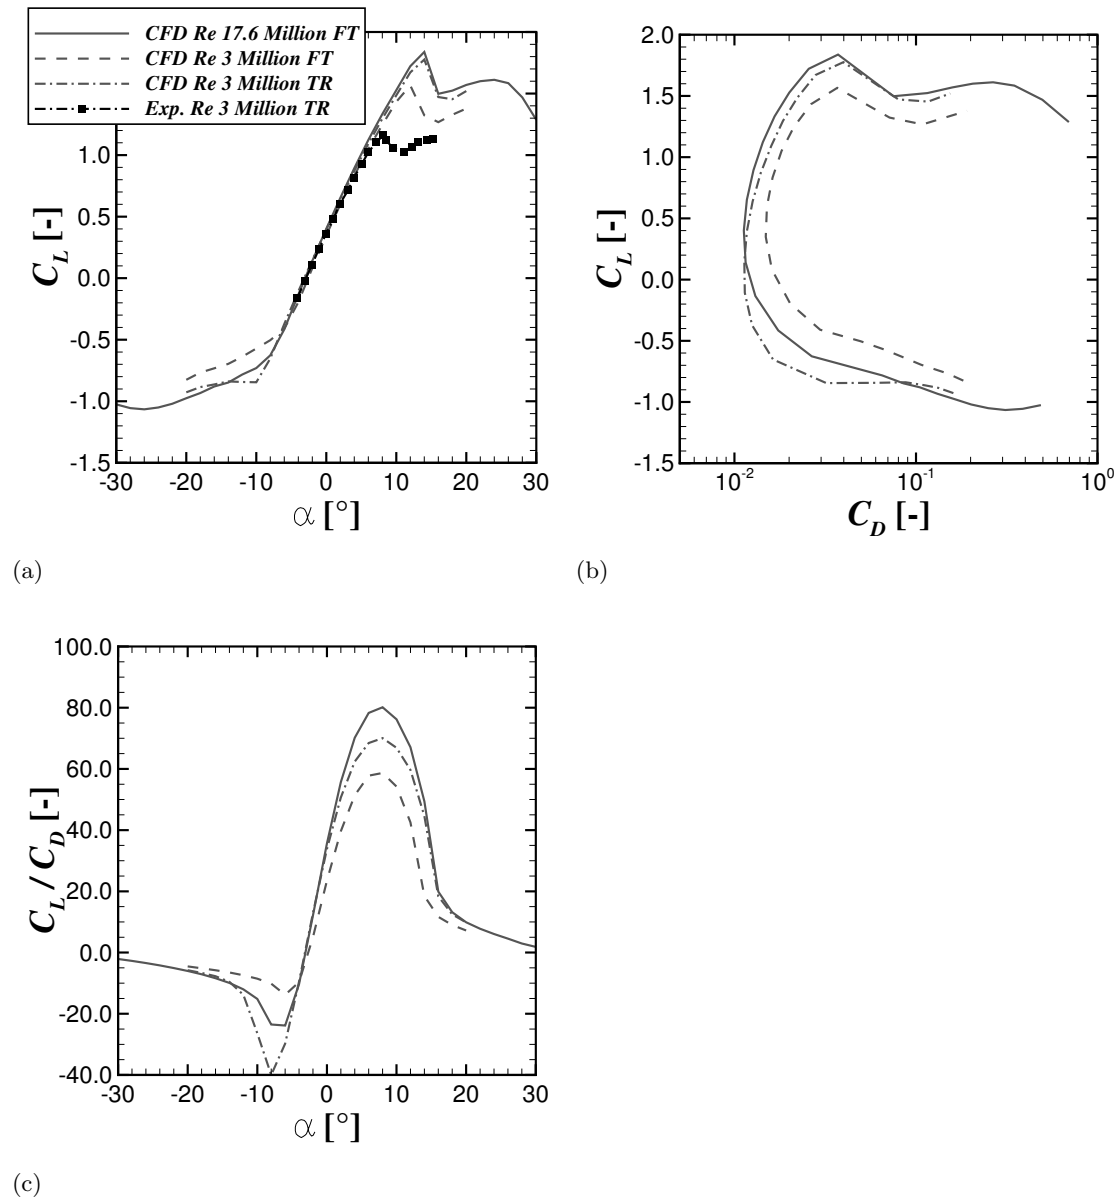 CFD Re 17.6 Million FT
CFD Re 3 Million FT
CFD Re 3 Million TR
Exp. Re 3 Million TR
1.0
0.5
0.0
-0.5
-1.0
-1.5
C_L [-]
-30 -20 -10 0 10 20 30
α [°]
(a)
2.0
1.5
1.0
0.5
0.0
-0.5
-1.0
-1.5
C_L [-]
10^-2 10^-1 10^0
C_D [-]
(b)
100.0
80.0
60.0
40.0
20.0
0.0
-20.0
-40.0
C_L / C_D [-]
-30 -20 -10 0 10 20 30
α [°]
(c)